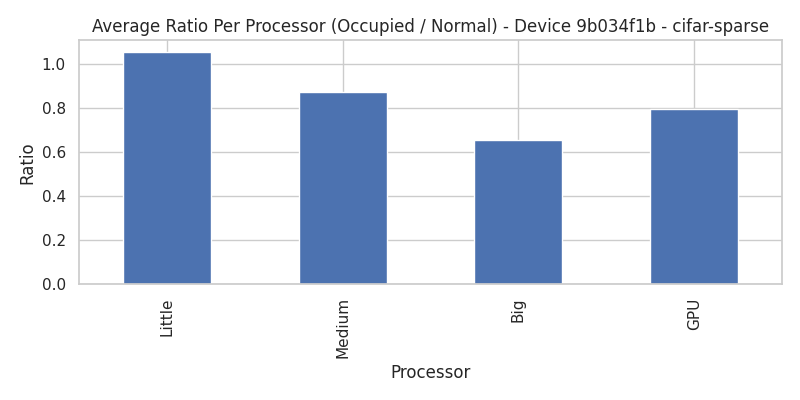 Average Ratio Per Processor (Occupied / Normal) - Device 9b034f1b - cifar-sparse
Ratio
1.0
0.8
0.6
0.4
0.2
0.0
Little
Medium
Big
GPU
Processor